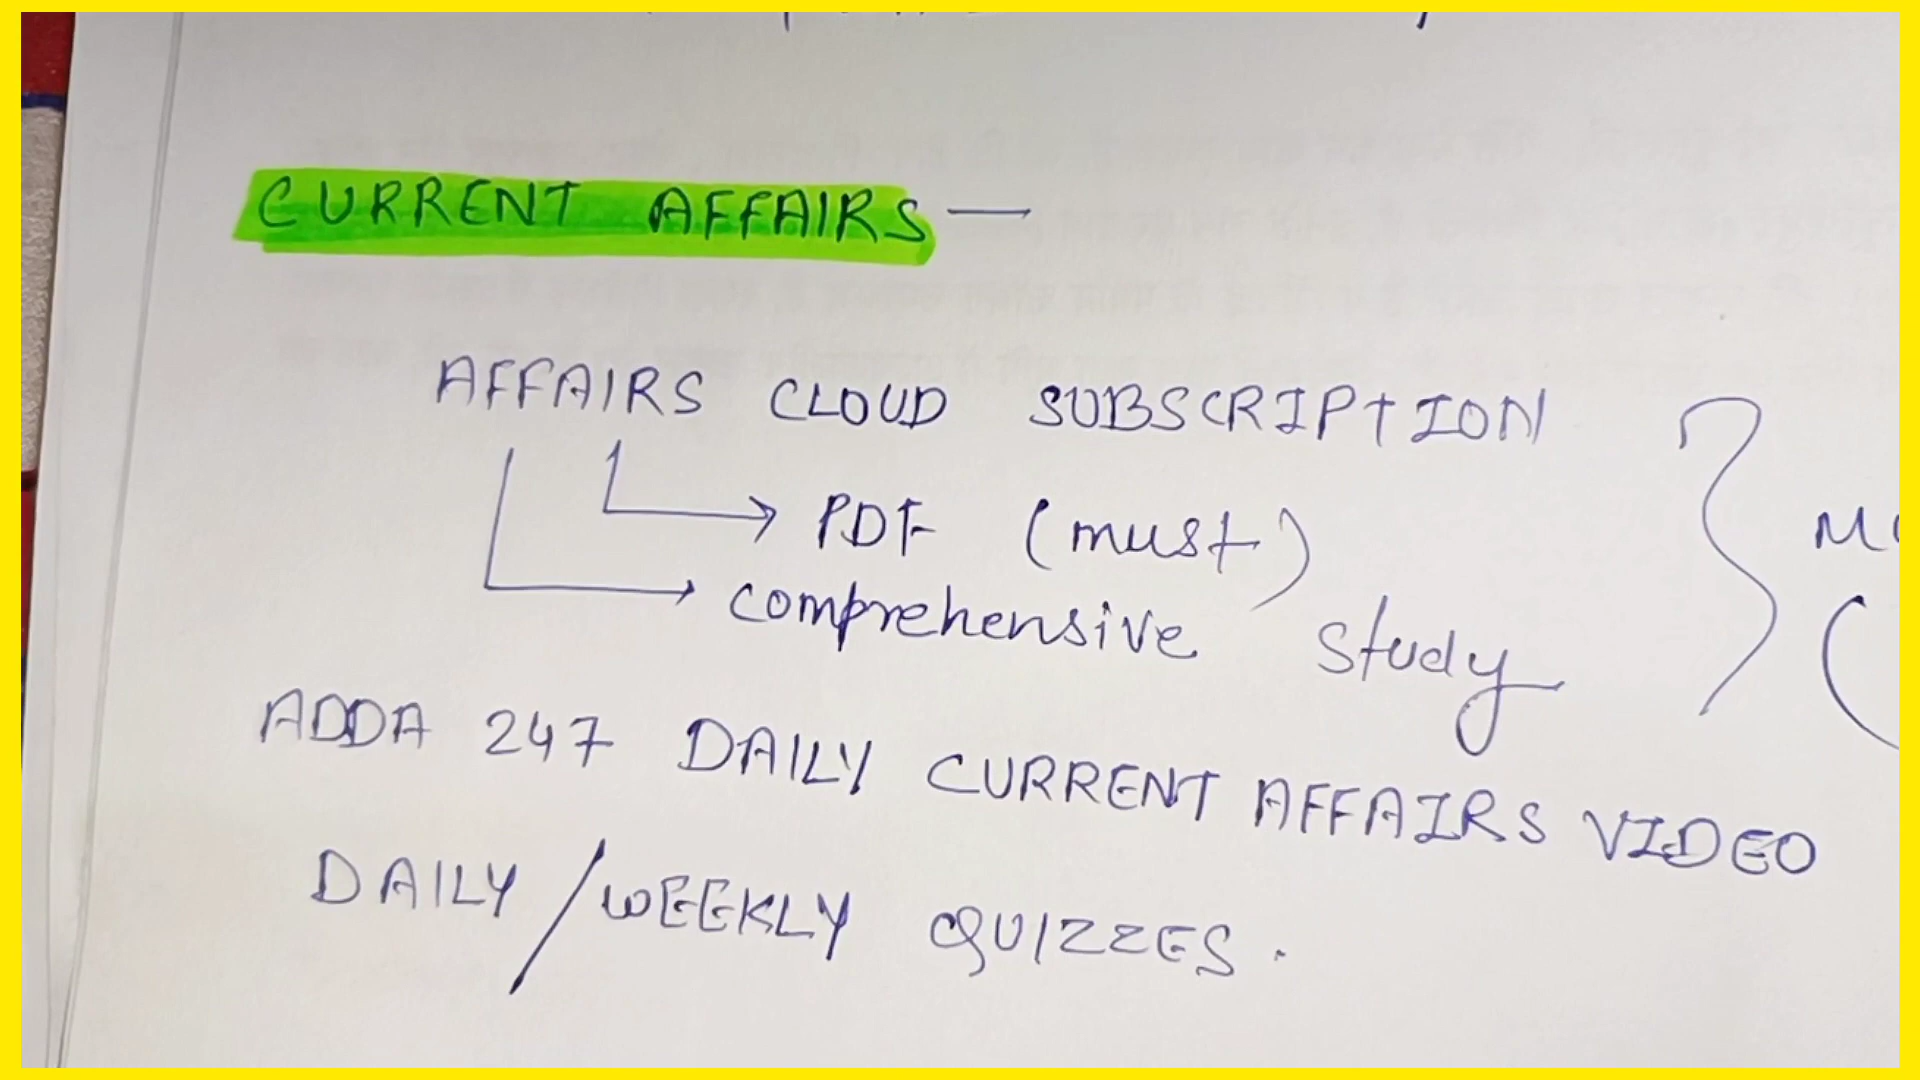 CURRENT AFFAIRS —
AFFAIRS CLOUD SUBSCRIPTION
PDF (must)
comprehensive study
ADDA 247 DAILY CURRENT AFFAIRS VIDEO
DAILY / WEEKLY QUIZZES.